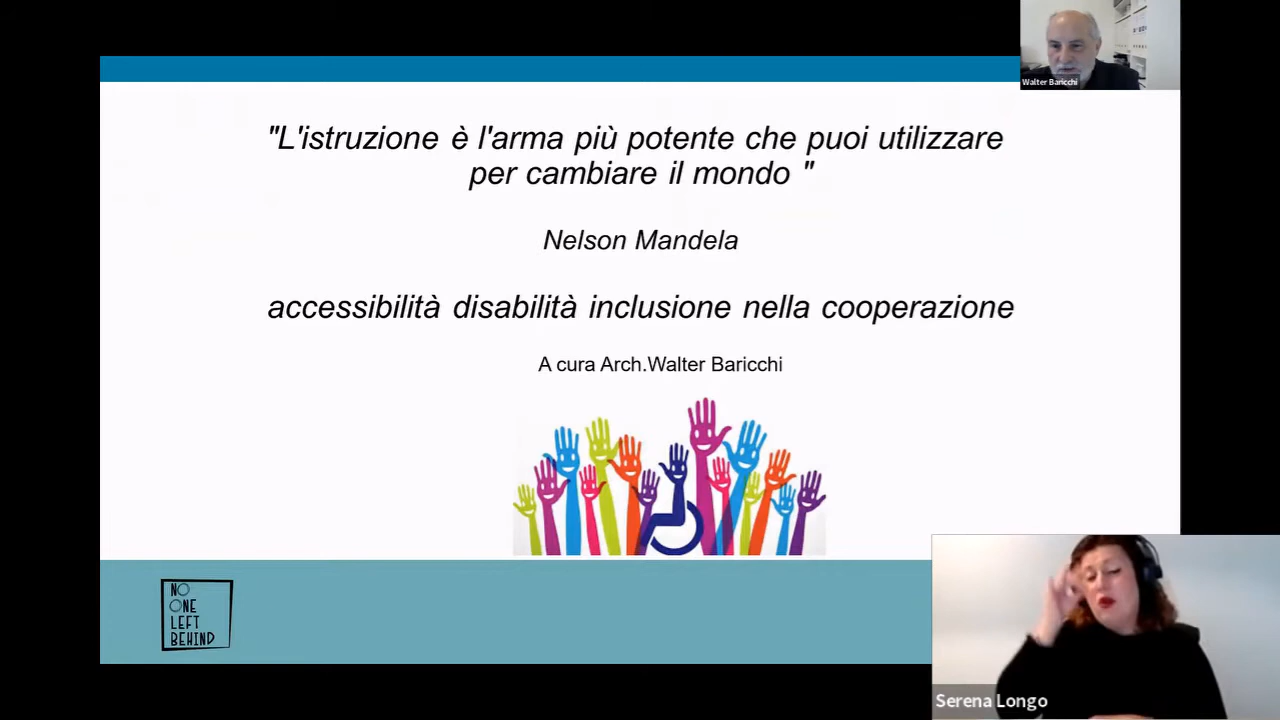 Walter Baricchi
"L'istruzione è l'arma più potente che puoi utilizzare
per cambiare il mondo "
Nelson Mandela
accessibilità disabilità inclusione nella cooperazione
A cura Arch.Walter Baricchi
NO
ONE
LEFT
BEHIND
Serena Longo